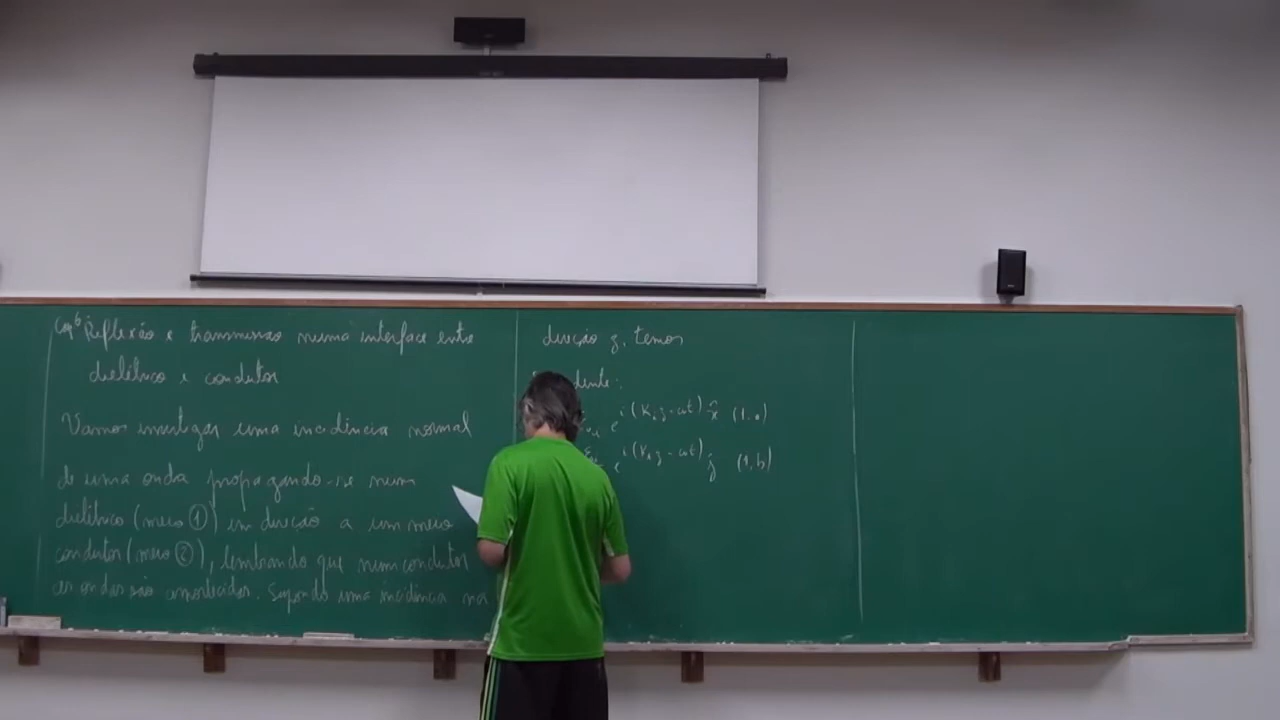 Cap 6 Reflexão e transmissão numa interface entre
dielétrico e condutor
Vamos investigar uma incidência normal
de uma onda propagando-se num
dielétrico (meio ①) em direção a um meio
condutor (meio ②), lembrando que num condutor
as ondas são amortecidas. Supondo uma incidência na
direção z, temos
dente:
e^{i(K₁z-ωt)} x̂ (1.a)
e^{i(K₁z-ωt)} ĵ (1.b)